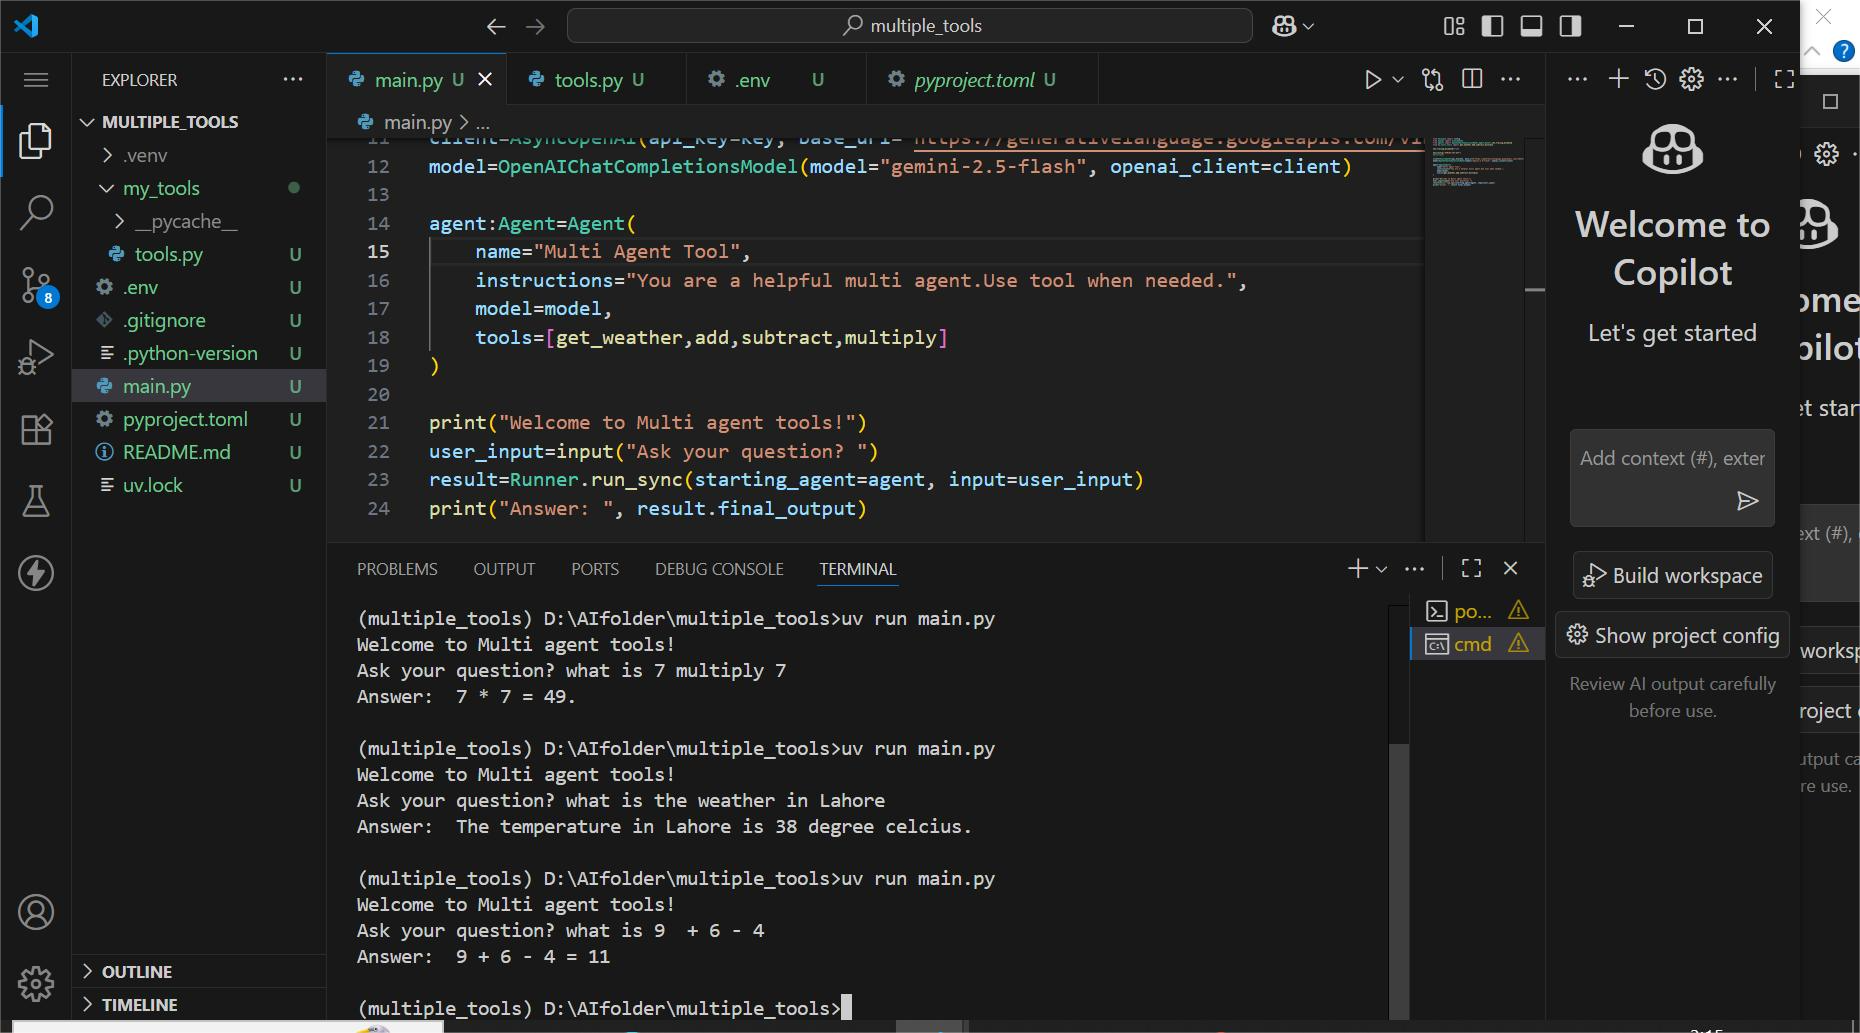 multiple_tools
EXPLORER
MULTIPLE_TOOLS
.venv
my_tools
__pycache__
tools.py U
.env U
.gitignore U
.python-version U
main.py U
pyproject.toml U
README.md U
uv.lock U
8
OUTLINE
TIMELINE
main.py U
tools.py U
.env U
pyproject.toml U
main.py > ...
11 client=AsyncOpenAI(api_key=key, base_url="https://generativelanguage.googleapis.com/v1
12 model=OpenAIChatCompletionsModel(model="gemini-2.5-flash", openai_client=client)
13
14 agent:Agent=Agent(
15 name="Multi Agent Tool",
16 instructions="You are a helpful multi agent.Use tool when needed.",
17 model=model,
18 tools=[get_weather,add,subtract,multiply]
19 )
20
21 print("Welcome to Multi agent tools!")
22 user_input=input("Ask your question? ")
23 result=Runner.run_sync(starting_agent=agent, input=user_input)
24 print("Answer: ", result.final_output)
PROBLEMS OUTPUT PORTS DEBUG CONSOLE TERMINAL
(multiple_tools) D:\AIfolder\multiple_tools>uv run main.py
Welcome to Multi agent tools!
Ask your question? what is 7 multiply 7
Answer:  7 * 7 = 49.
(multiple_tools) D:\AIfolder\multiple_tools>uv run main.py
Welcome to Multi agent tools!
Ask your question? what is the weather in Lahore
Answer:  The temperature in Lahore is 38 degree celcius.
(multiple_tools) D:\AIfolder\multiple_tools>uv run main.py
Welcome to Multi agent tools!
Ask your question? what is 9  + 6 - 4
Answer:  9 + 6 - 4 = 11
(multiple_tools) D:\AIfolder\multiple_tools>
po...
cmd
Welcome to
Copilot
Let's get started
Add context (#), exter
Build workspace
Show project config
Review AI output carefully
before use.